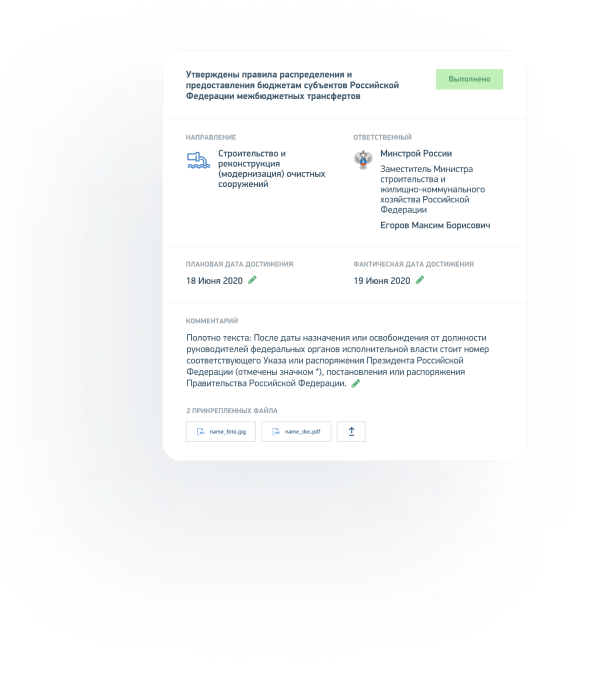 Утверждены правила распределения и
предоставления бюджетам субъектов Российской
Федерации межбюджетных трансфертов
Выполнено
НАПРАВЛЕНИЕ
Строительство и
реконструкция
(модернизация) очистных
сооружений
ОТВЕТСТВЕННЫЙ
Минстрой России
Заместитель Министра
строительства и
жилищно-коммунального
хозяйства Российской
Федерации
Егоров Максим Борисович
ПЛАНОВАЯ ДАТА ДОСТИЖЕНИЯ
18 Июня 2020
ФАКТИЧЕСКАЯ ДАТА ДОСТИЖЕНИЯ
19 Июня 2020
КОММЕНТАРИЙ
Полотно текста: После даты назначения или освобождения от должности
руководителей федеральных органов исполнительной власти стоит номер
соответствующего Указа или распоряжения Президента Российской
Федерации (отмечены значком *), постановления или распоряжения
Правительства Российской Федерации.
2 ПРИКРЕПЛЕННЫХ ФАЙЛА
name_foto.jpg
name_doc.pdf